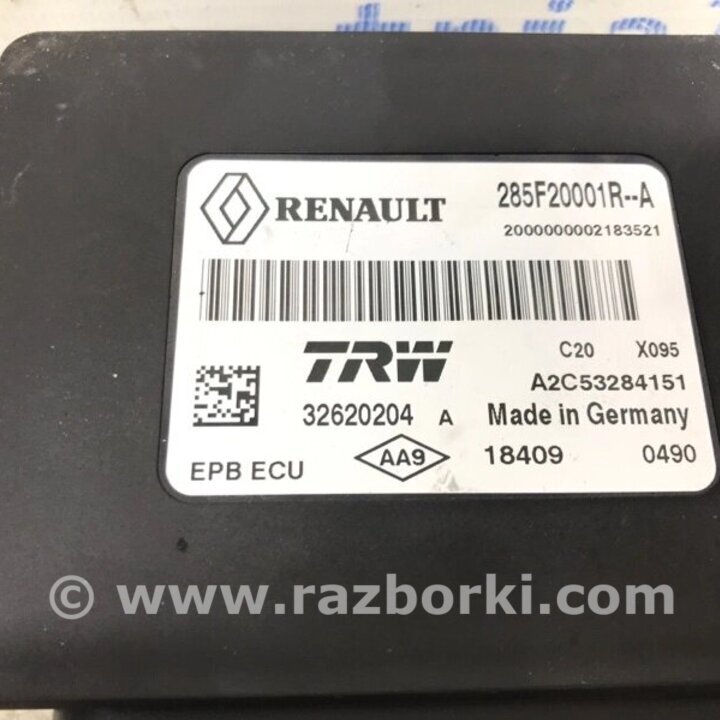 RENAULT 285F20001R--A
2000000002183521
TRW C20 X095
A2C53284151
32620204 A Made in Germany
EPB ECU AA9 18409 0490
© www.razborki.com